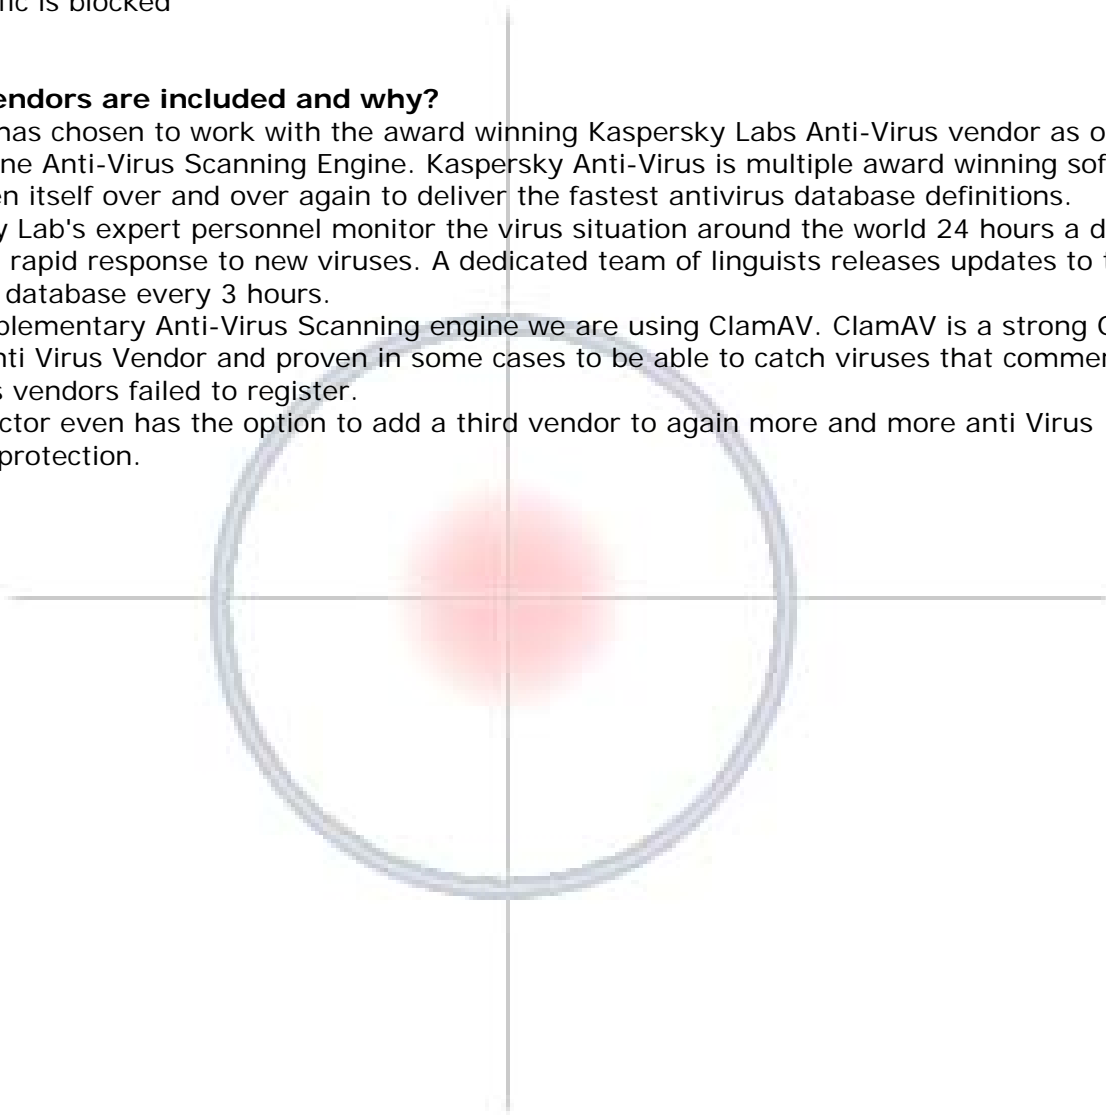 fic is blocked
endors are included and why?
has chosen to work with the award winning Kaspersky Labs Anti-Virus vendor as o
ne Anti-Virus Scanning Engine. Kaspersky Anti-Virus is multiple award winning sof
en itself over and over again to deliver the fastest antivirus database definitions.
y Lab's expert personnel monitor the virus situation around the world 24 hours a d
rapid response to new viruses. A dedicated team of linguists releases updates to t
database every 3 hours.
plementary Anti-Virus Scanning engine we are using ClamAV. ClamAV is a strong
nti Virus Vendor and proven in some cases to be able to catch viruses that commer
s vendors failed to register.
ctor even has the option to add a third vendor to again more and more anti Virus
protection.